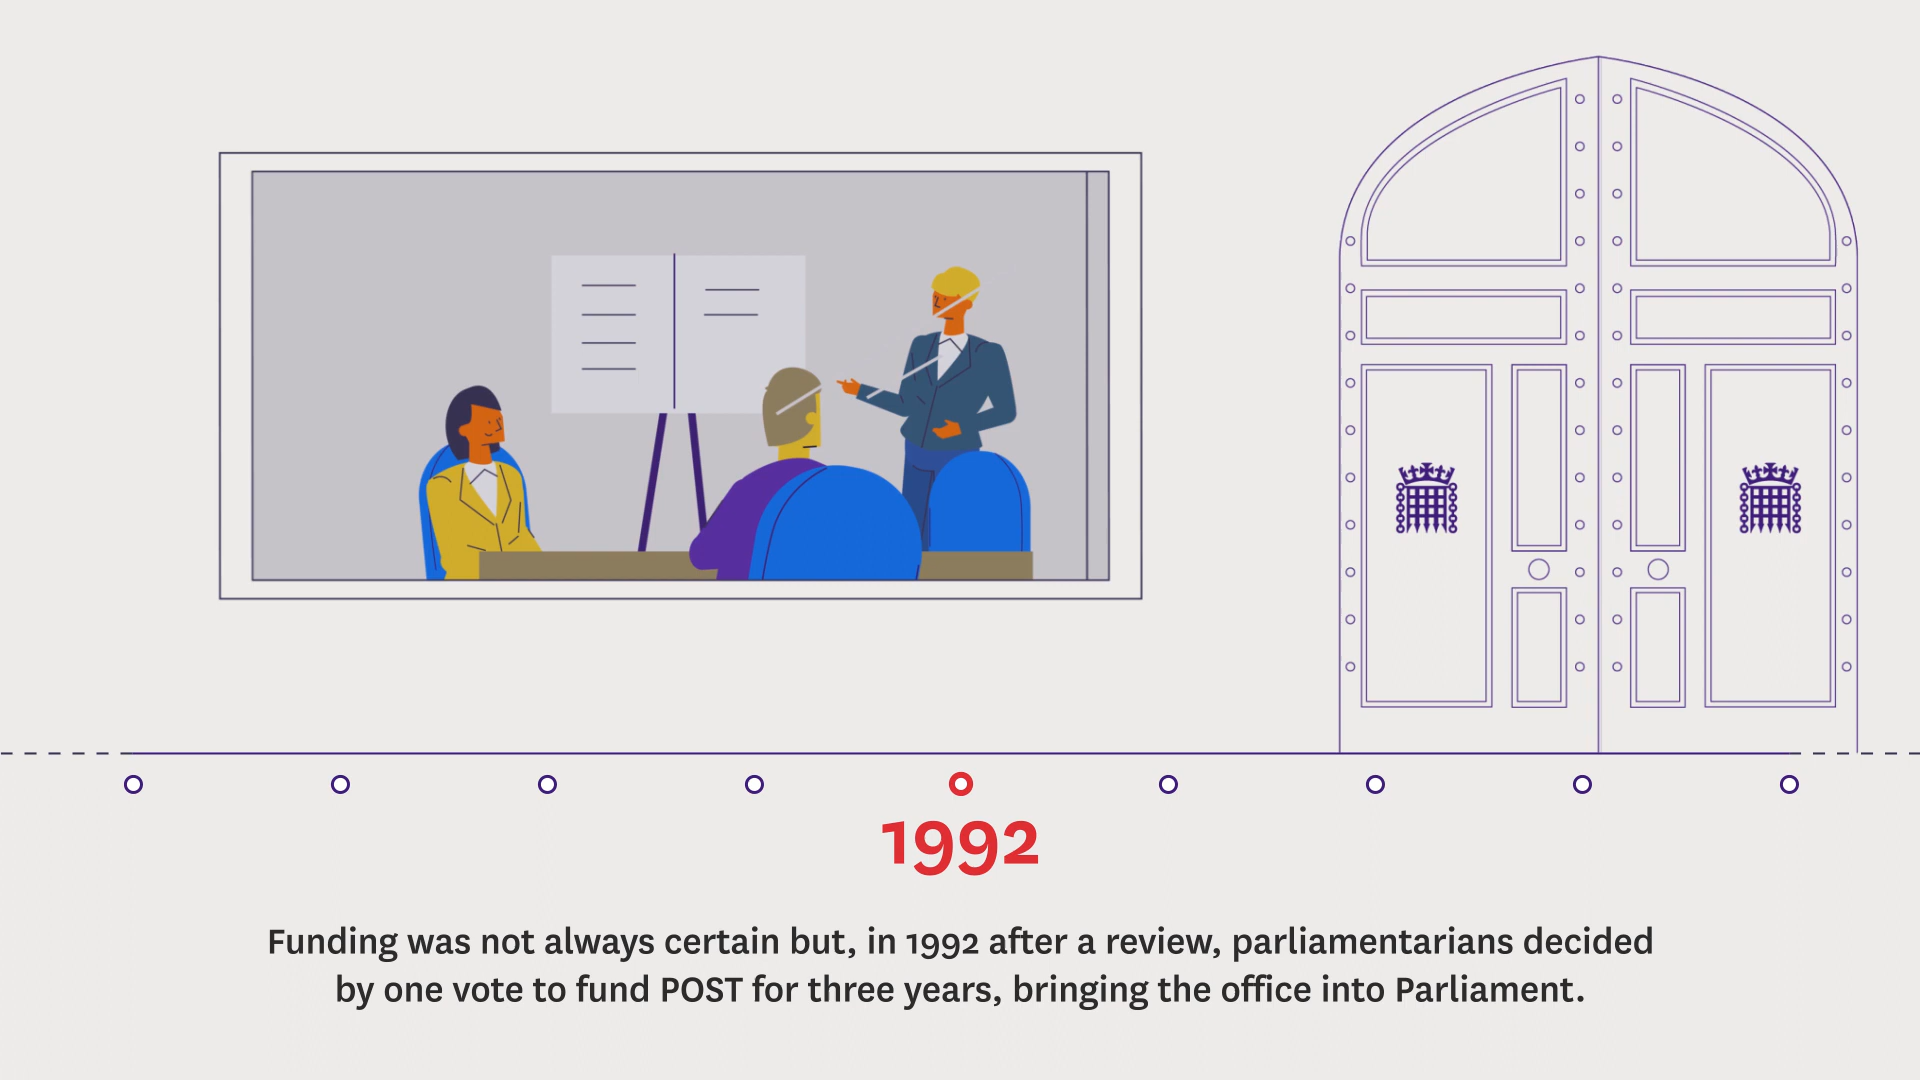 1992
Funding was not always certain but, in 1992 after a review, parliamentarians decided
by one vote to fund POST for three years, bringing the office into Parliament.